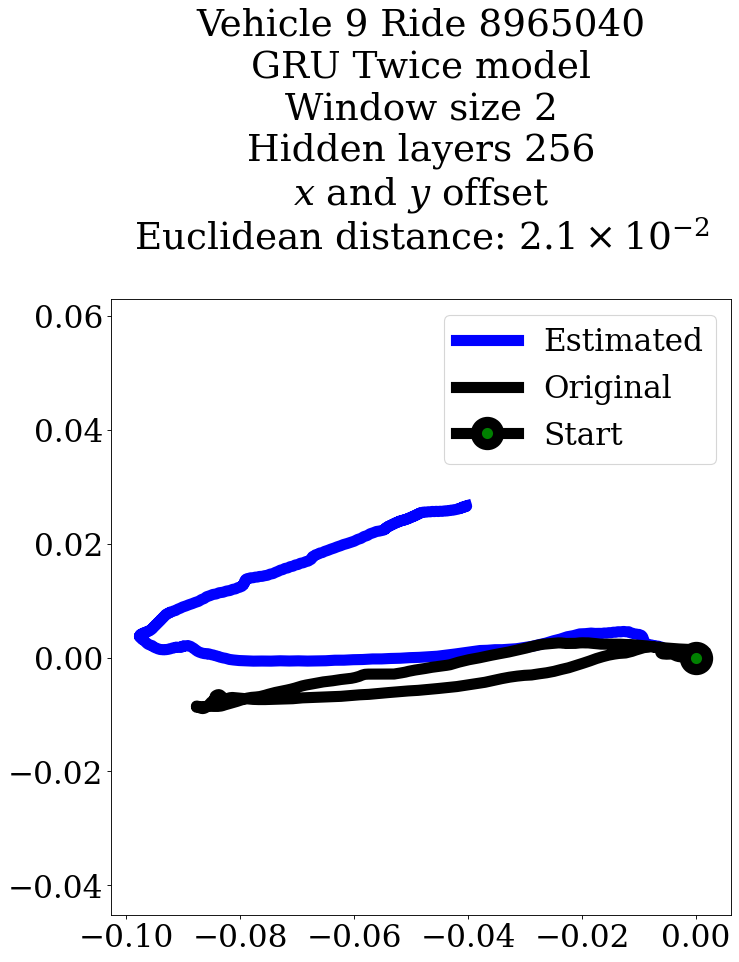 Vehicle 9 Ride 8965040
GRU Twice model
Window size 2
Hidden layers 256
x and y offset
Euclidean distance: 2.1 × 10⁻²
Estimated
Original
Start
0.06
0.04
0.02
0.00
−0.02
−0.04
−0.10 −0.08 −0.06 −0.04 −0.02 0.00